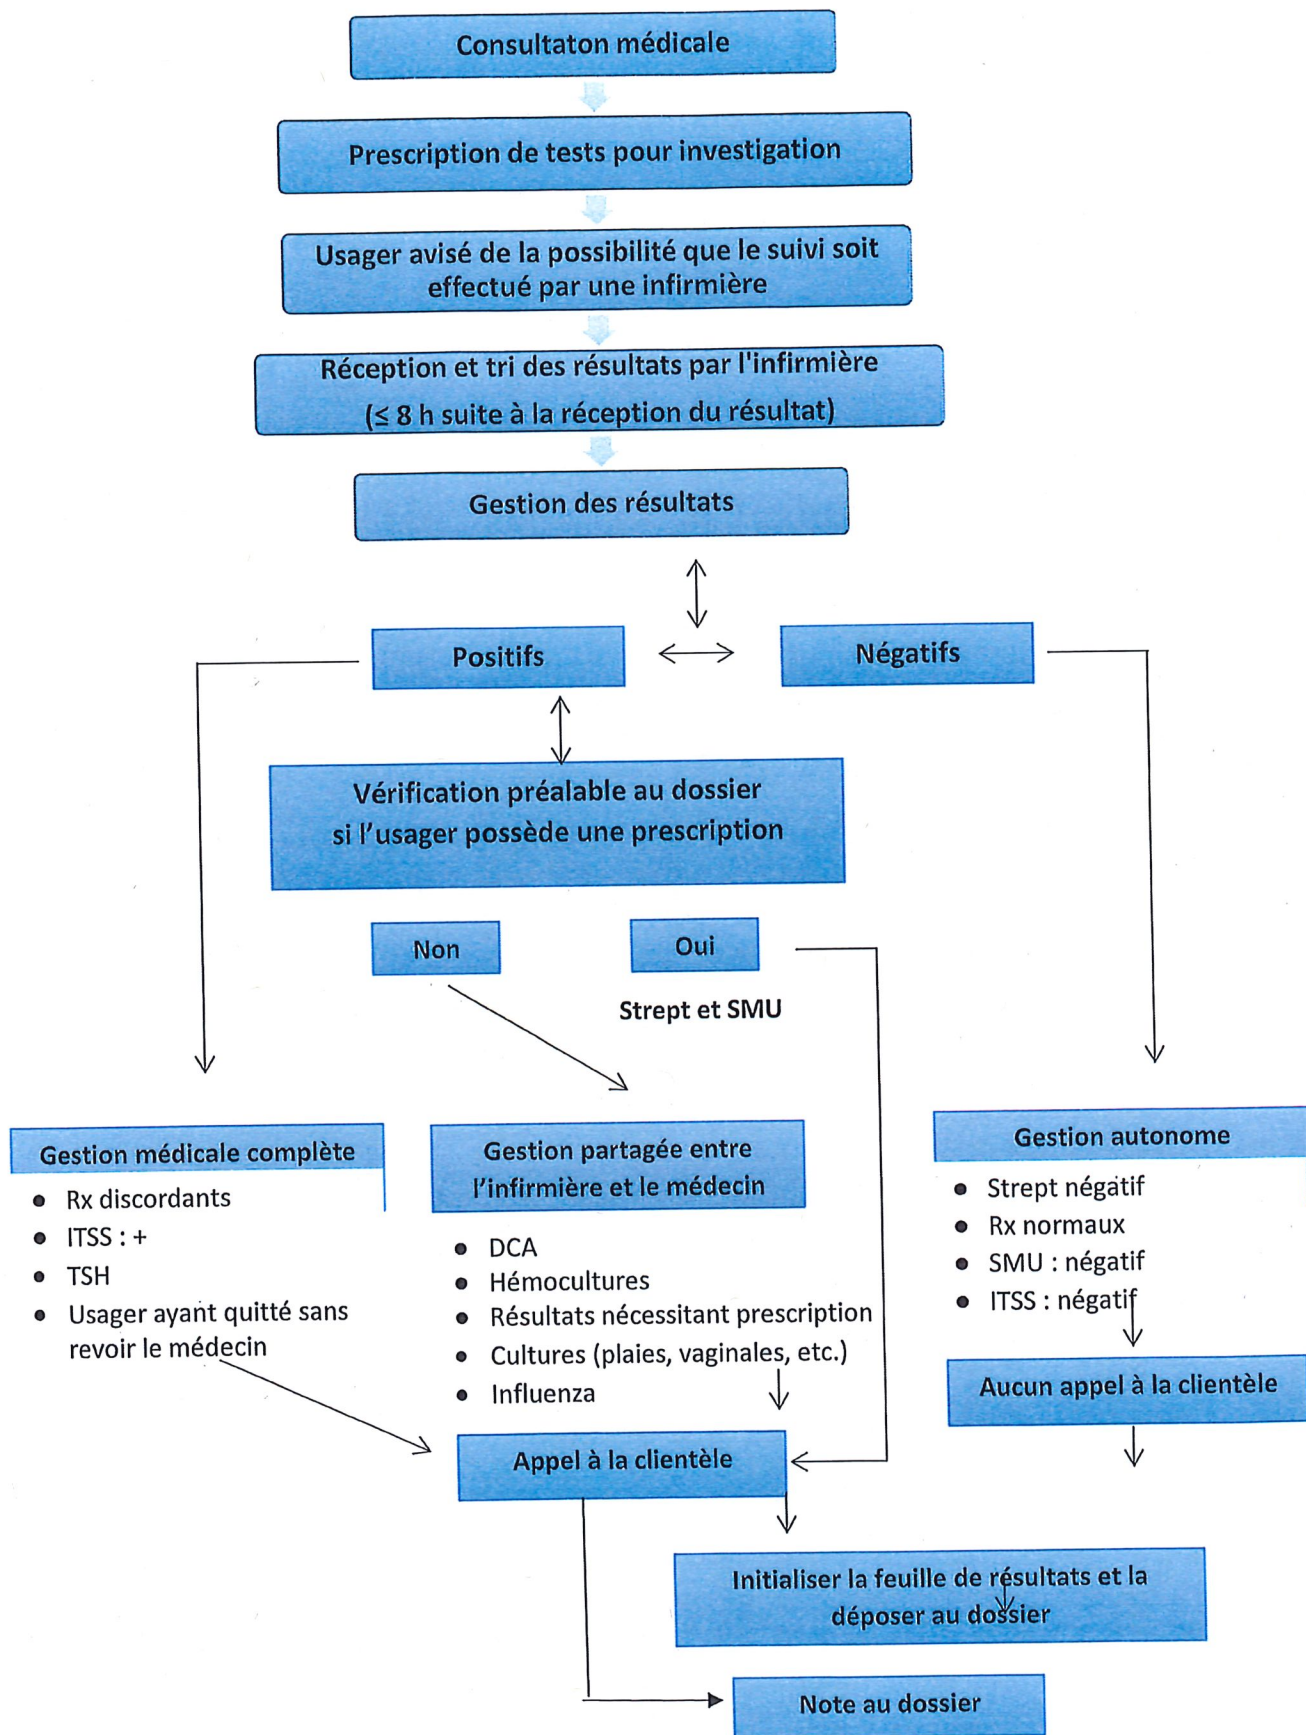 Consultaton médicale
Prescription de tests pour investigation
Usager avisé de la possibilité que le suivi soit
effectué par une infirmière
Réception et tri des résultats par l'infirmière
(≤ 8 h suite à la réception du résultat)
Gestion des résultats
Positifs
Négatifs
Vérification préalable au dossier
si l'usager possède une prescription
Non
Oui
Strept et SMU
Gestion médicale complète
• Rx discordants
• ITSS : +
• TSH
• Usager ayant quitté sans
revoir le médecin
Gestion partagée entre
l'infirmière et le médecin
• DCA
• Hémocultures
• Résultats nécessitant prescription
• Cultures (plaies, vaginales, etc.)
• Influenza
Gestion autonome
• Strept négatif
• Rx normaux
• SMU : négatif
• ITSS : négatif
Aucun appel à la clientèle
Appel à la clientèle
Initialiser la feuille de résultats et la
déposer au dossier
Note au dossier